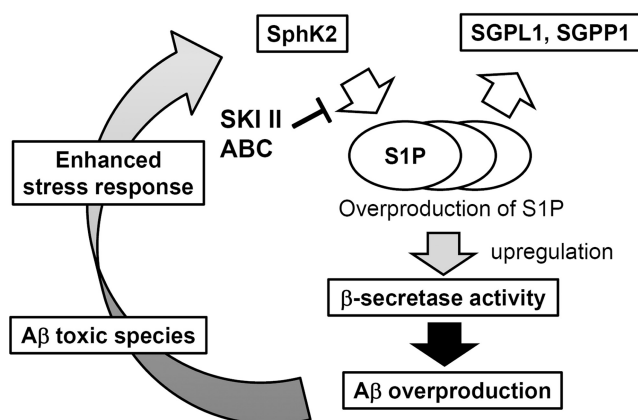 SphK2
SGPL1, SGPP1
SKI II
ABC
S1P
Enhanced
stress response
Overproduction of S1P
upregulation
β-secretase activity
Aβ toxic species
Aβ overproduction